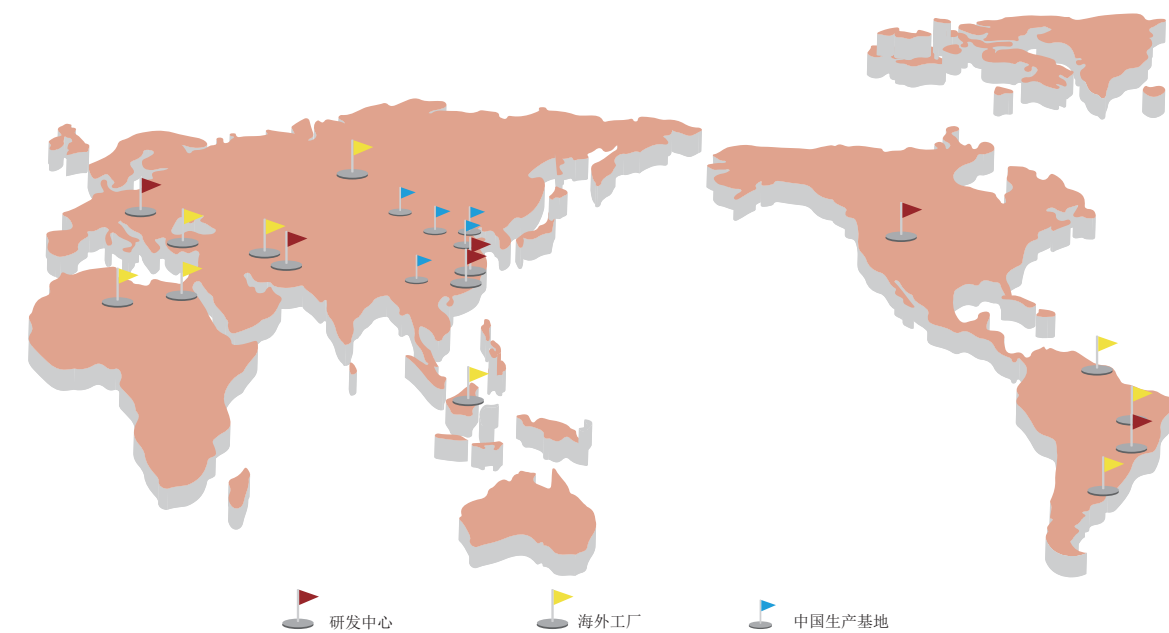 研发中心
海外工厂
中国生产基地